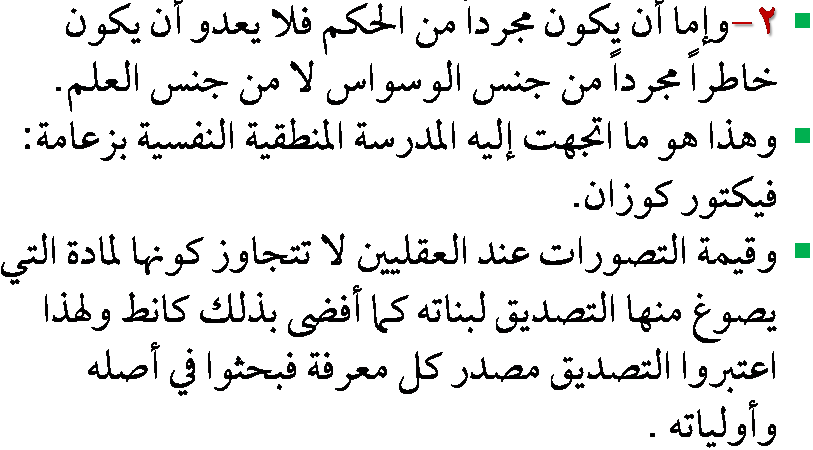 ٢-وإما أن يكون مجرداً من الحكم فلا يعدو أن يكون
خاطراً مجرداً من جنس الوسواس لا من جنس العلم.
وهذا هو ما اتجهت إليه المدرسة المنطقية النفسية بزعامة:
فيكتور كوزان.
وقيمة التصورات عند العقليين لا تتجاوز كونها لمادة التي
يصوغ منها التصديق لبناته كما أفضى بذلك كانط ولهذا
اعتبروا التصديق مصدر كل معرفة فبحثوا في أصله
وأولياته .